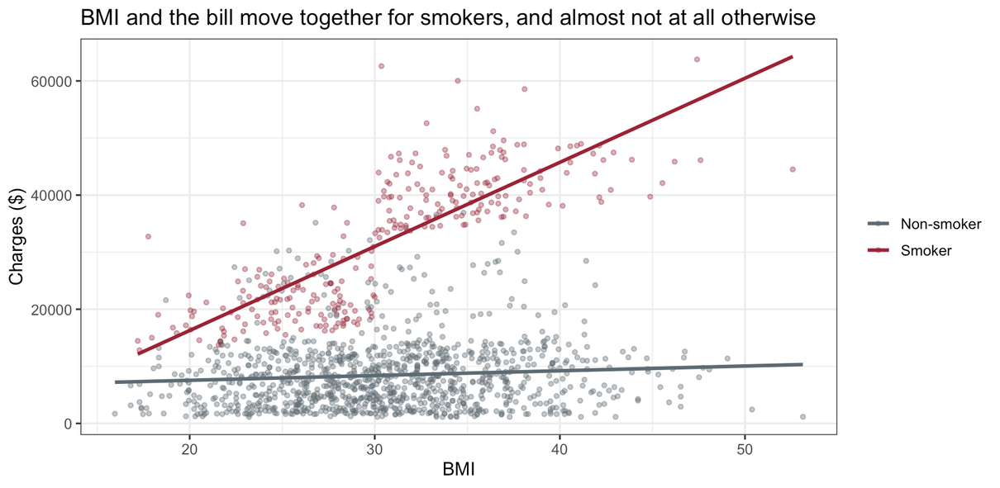 BMI and the bill move together for smokers, and almost not at all otherwise
60000
40000
20000
0
Charges ($)
20 30 40 50
BMI
Non-smoker
Smoker